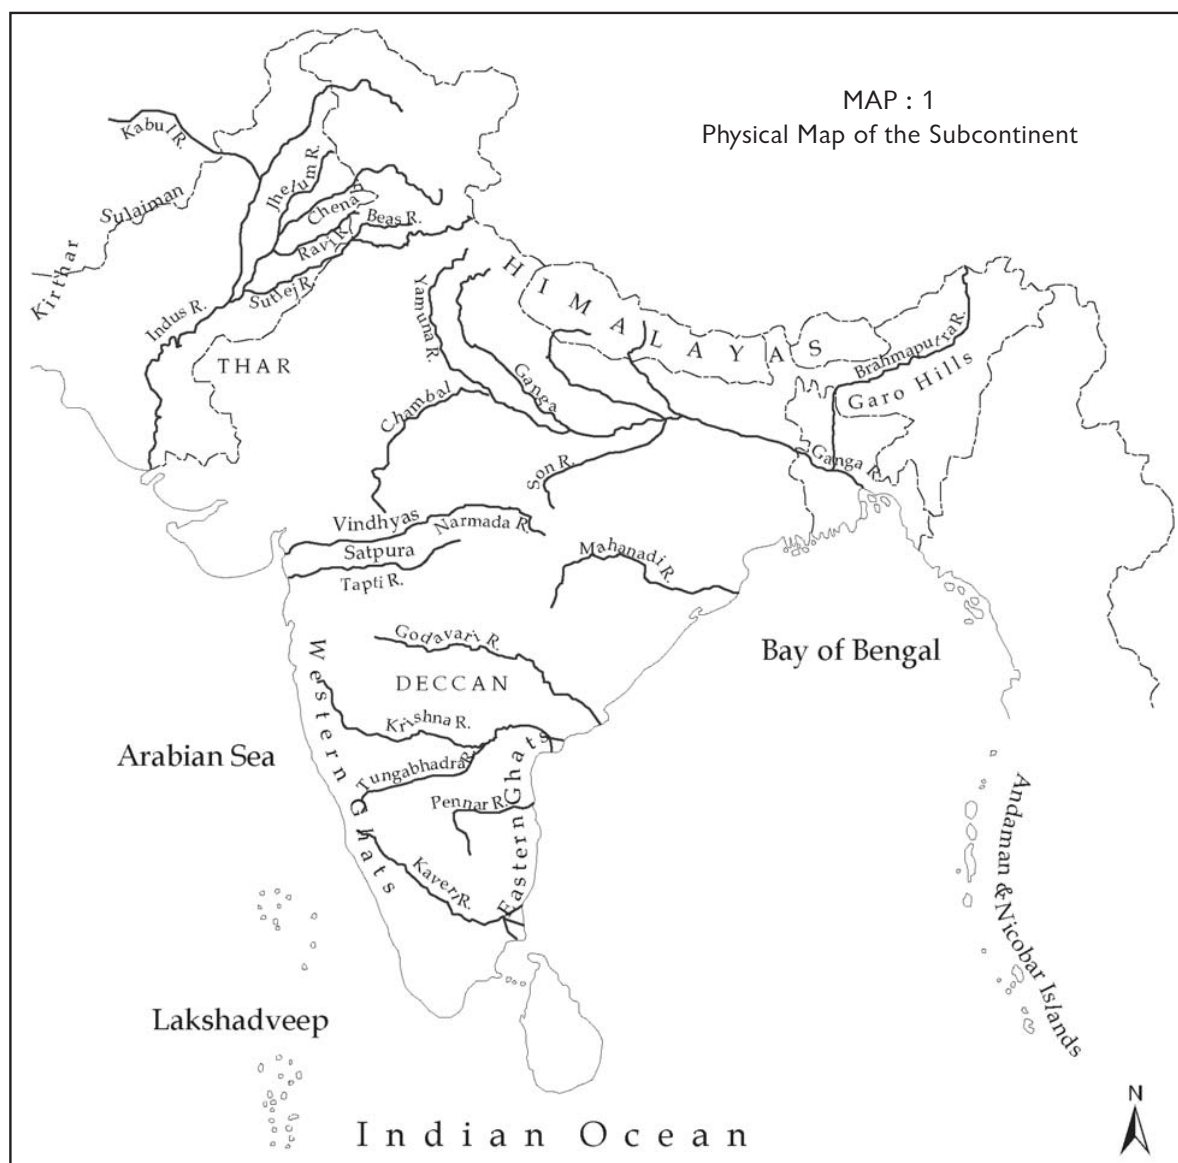 MAP : 1
Physical Map of the Subcontinent
Kabul R.
Jhelum R.
Sulaiman
Chenab
Beas R.
Ravi R.
Kirthar
Sutlej R.
Indus R.
HIMALAYAS
Yamuna R.
THAR
Brahmaputra R.
Garo Hills
Ganga
Chambal
Ganga R.
Son R.
Vindhyas
Narmada R.
Satpura
Mahanadi R.
Tapti R.
Godavari R.
Bay of Bengal
Western Ghats
DECCAN
Krishna R.
Arabian Sea
Tungabhadra R.
Eastern Ghats
Pennar R.
Andaman & Nicobar Islands
Kaveri R.
Lakshadveep
N
Indian Ocean